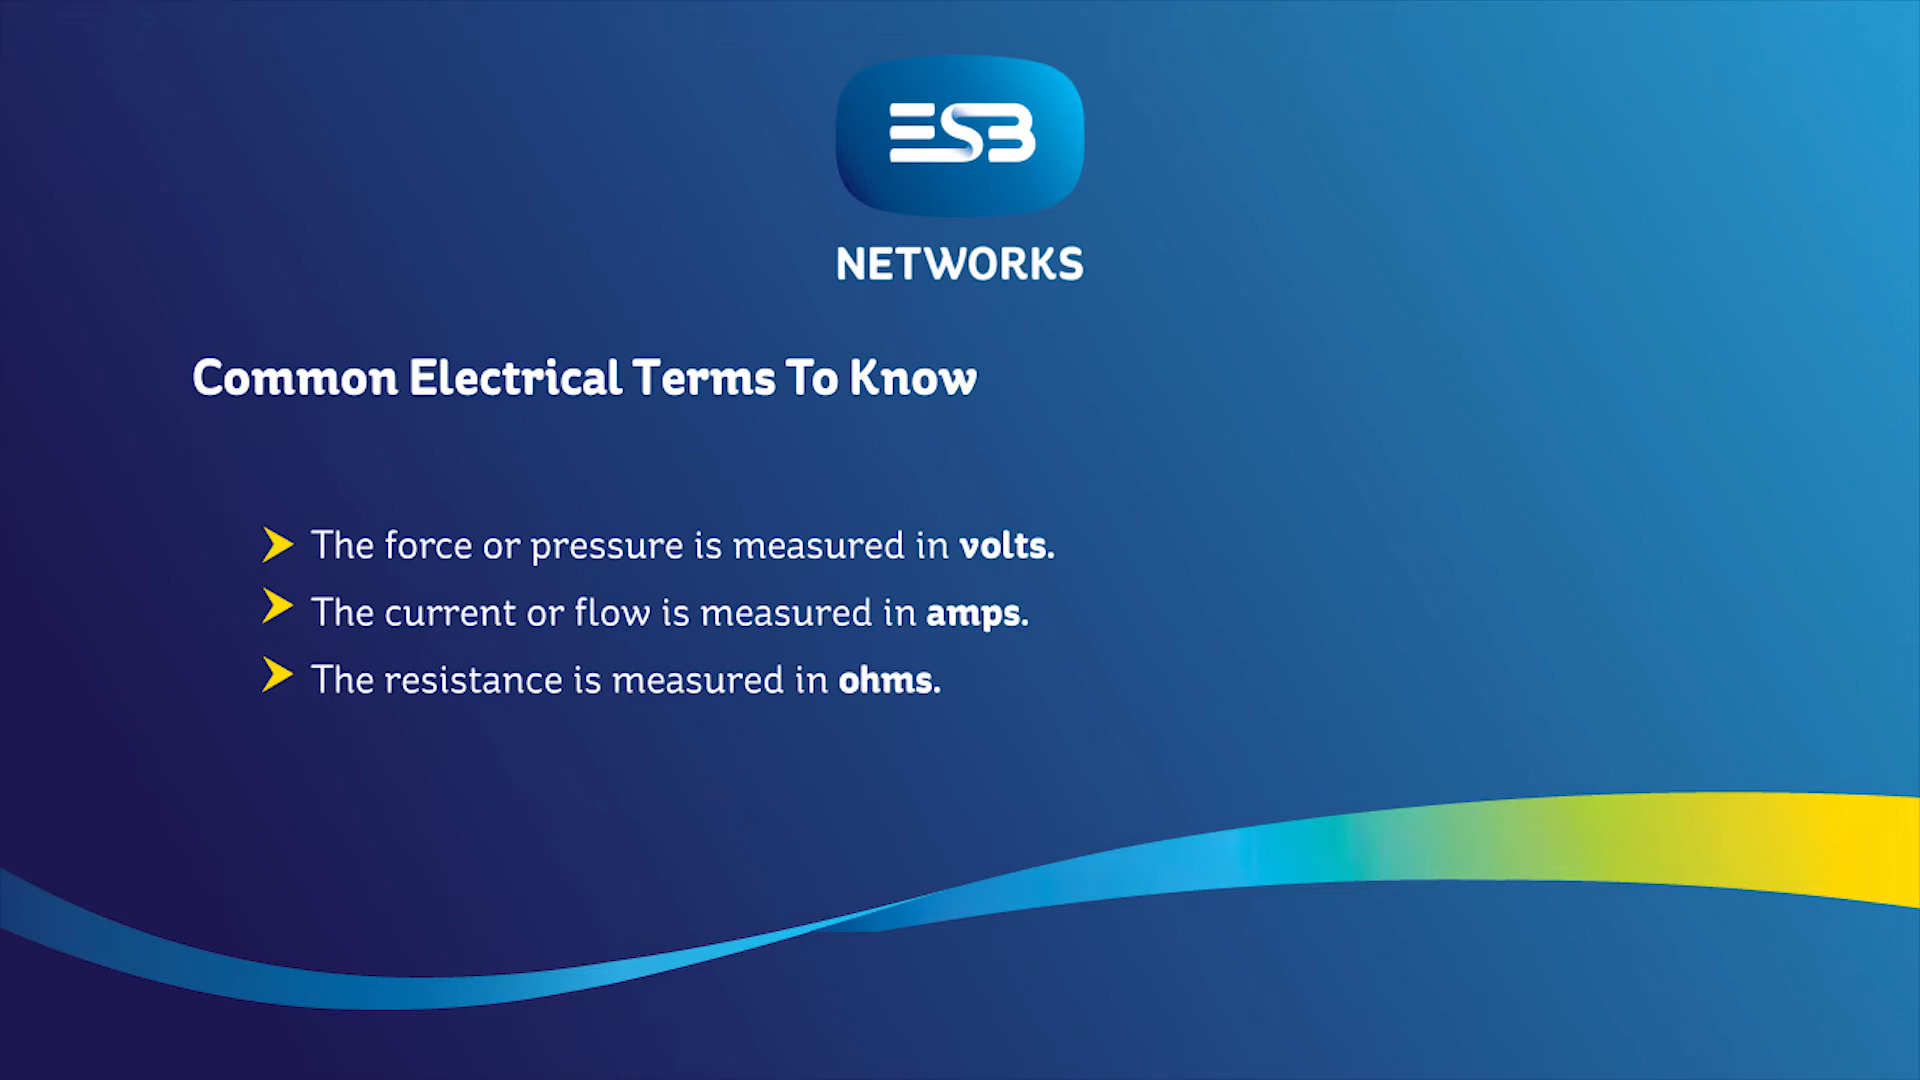 ESB
NETWORKS
Common Electrical Terms To Know
The force or pressure is measured in volts.
The current or flow is measured in amps.
The resistance is measured in ohms.